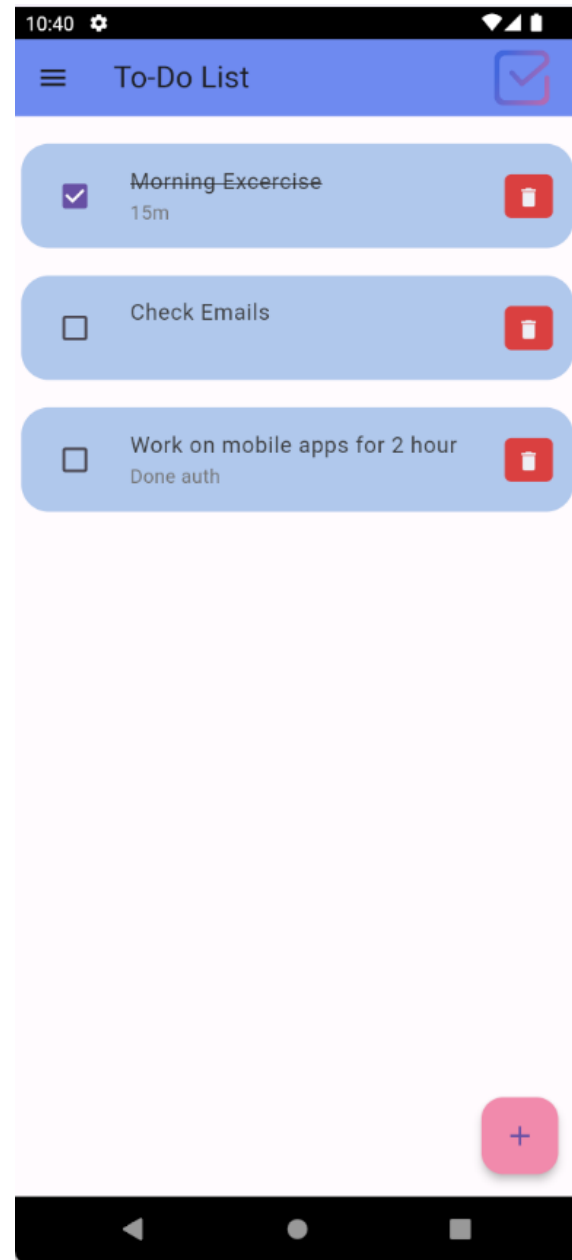 10:40
To-Do List
Morning Excercise
15m
Check Emails
Work on mobile apps for 2 hour
Done auth